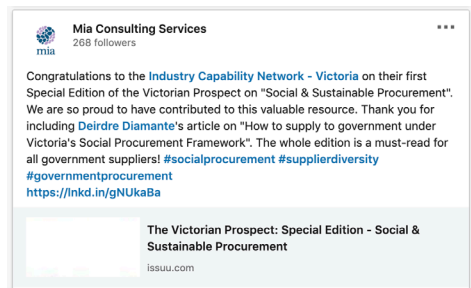 Mia Consulting Services
268 followers
mia
Congratulations to the Industry Capability Network - Victoria on their first
Special Edition of the Victorian Prospect on "Social & Sustainable Procurement".
We are so proud to have contributed to this valuable resource. Thank you for
including Deirdre Diamante's article on "How to supply to government under
Victoria's Social Procurement Framework". The whole edition is a must-read for
all government suppliers! #socialprocurement #supplierdiversity
#governmentprocurement
https://lnkd.in/gNUkaBa
The Victorian Prospect: Special Edition - Social &
Sustainable Procurement
issuu.com